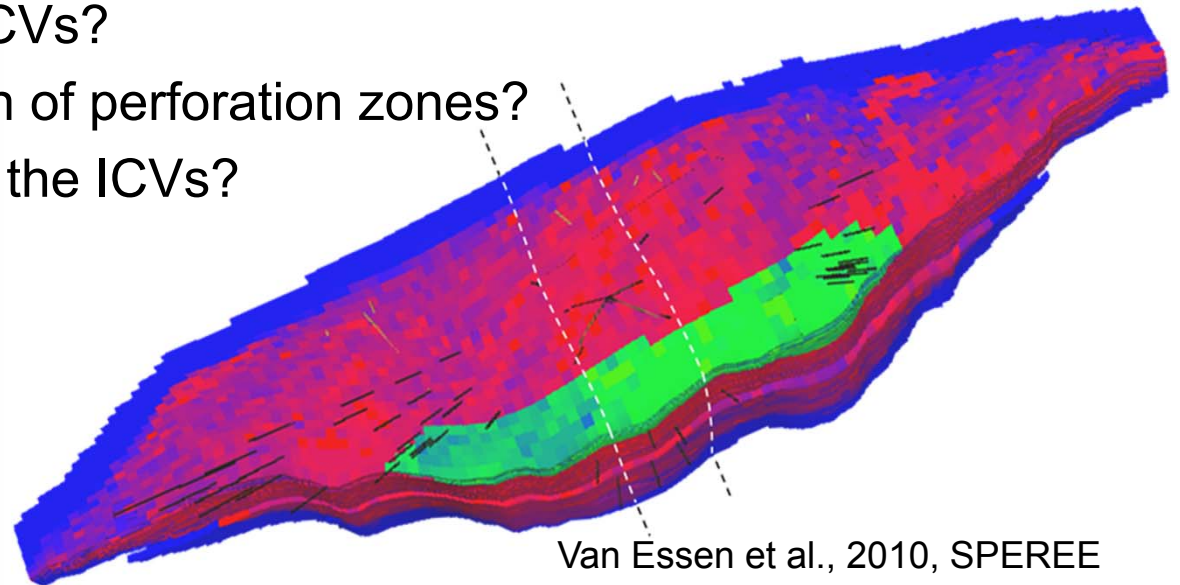 CVs?
of perforation zones?
the ICVs?
Van Essen et al., 2010, SPEREE